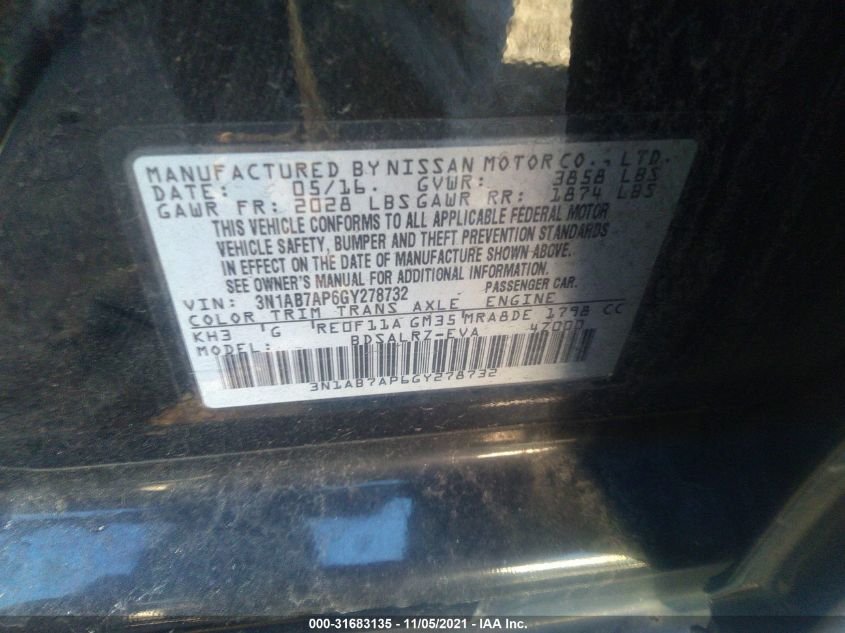 MANUFACTURED BY NISSAN MOTOR CO., LTD.
DATE: 05/16. GVWR: 3858 LBS
GAWR FR: 2028 LBS GAWR RR: 1874 LBS
THIS VEHICLE CONFORMS TO ALL APPLICABLE FEDERAL MOTOR
VEHICLE SAFETY, BUMPER AND THEFT PREVENTION STANDARDS
IN EFFECT ON THE DATE OF MANUFACTURE SHOWN ABOVE.
SEE OWNER'S MANUAL FOR ADDITIONAL INFORMATION.
VIN: 3N1AB7AP6GY278732 PASSENGER CAR.
COLOR TRIM TRANS AXLE ENGINE
KH3 G RE0F11A GM35 MRA8DE 1798 CC
MODEL: BDSALRZ-EVA 47000
3N1AB7AP6GY278732
000-31683135 - 11/05/2021 - IAA Inc.